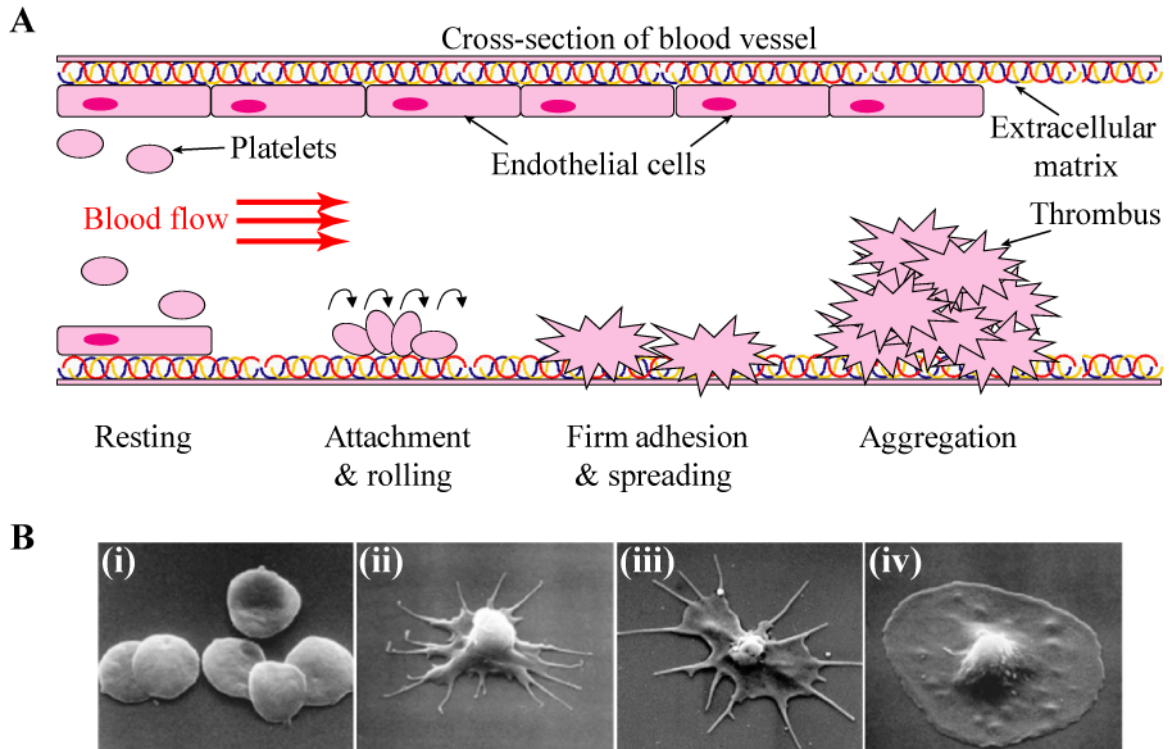 A
Cross-section of blood vessel
Platelets
Endothelial cells
Extracellular
matrix
Blood flow
Thrombus
Resting
Attachment
& rolling
Firm adhesion
& spreading
Aggregation
B
(i)
(ii)
(iii)
(iv)